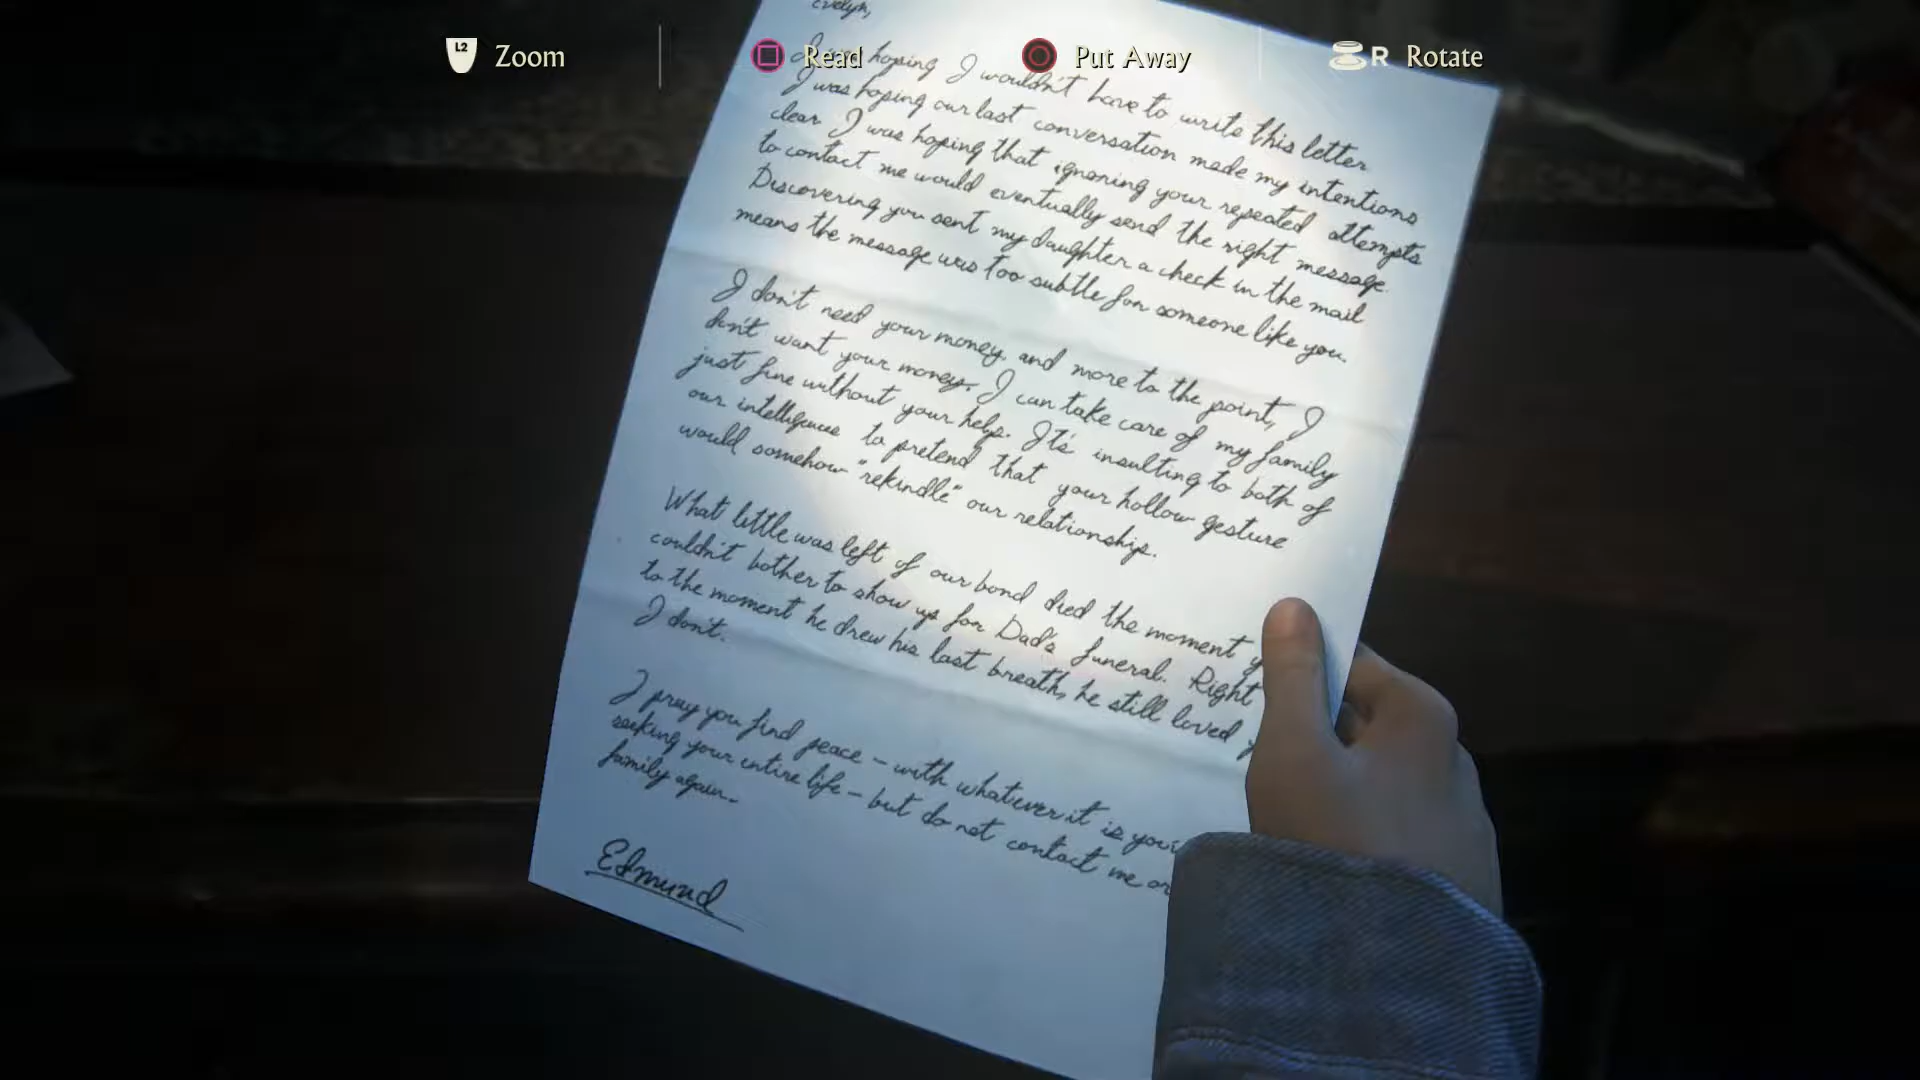 L2 Zoom
Read
Put Away
R Rotate
Evelyn,
I was hoping I wouldn't have to write this letter
I was hoping our last conversation made my intentions
clear I was hoping that ignoring your repeated attempts
to contact me would eventually send the right message.
Discovering you sent my daughter a check in the mail
means the message was too subtle for someone like you.
I don't need your money and more to the point, I
don't want your money. I can take care of my family
just fine without your help. It's insulting to both of
our intelligences to pretend that your hollow gesture
would somehow "rekindle" our relationship.
What little was left of our bond died the moment
couldn't bother to show up for Dad's funeral. Right
to the moment he drew his last breath, he still loved
I don't.
I pray you find peace - with whatever it is
seeking your entire life - but do not contact me or
family again.
Edmund